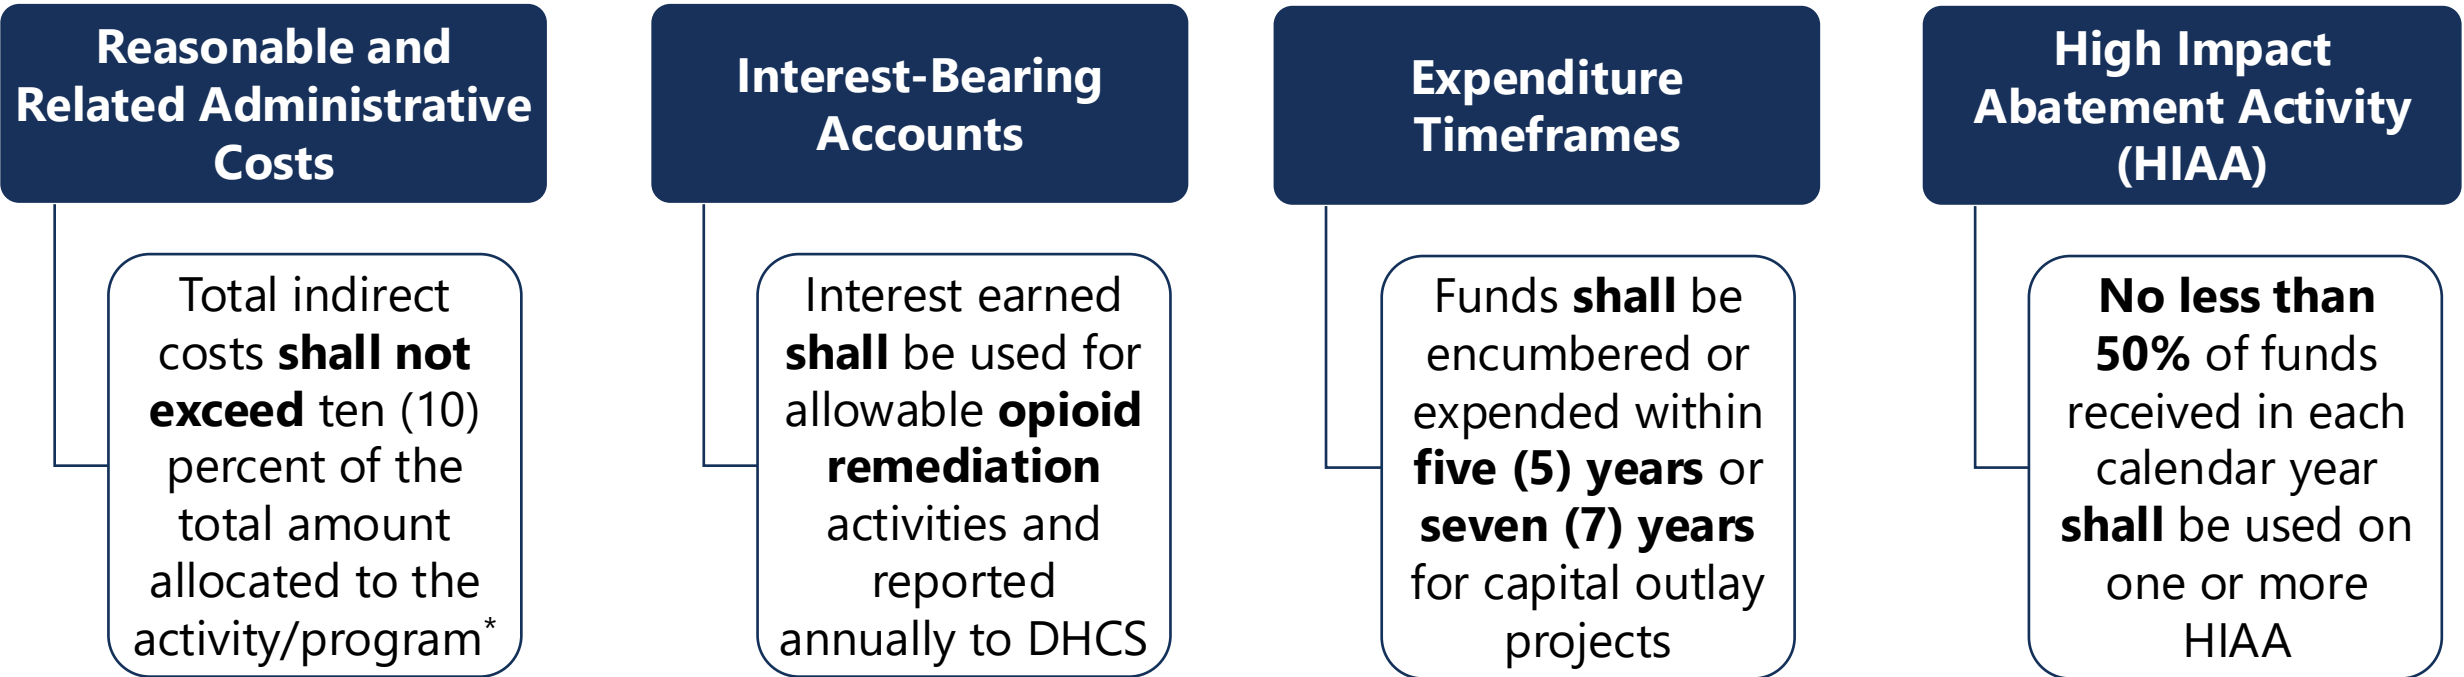 Reasonable and
Related Administrative
Costs
Total indirect
costs shall not
exceed ten (10)
percent of the
total amount
allocated to the
activity/program*
Interest-Bearing
Accounts
Interest earned
shall be used for
allowable opioid
remediation
activities and
reported
annually to DHCS
Expenditure
Timeframes
Funds shall be
encumbered or
expended within
five (5) years or
seven (7) years
for capital outlay
projects
High Impact
Abatement Activity
(HIAA)
No less than
50% of funds
received in each
calendar year
shall be used on
one or more
HIAA